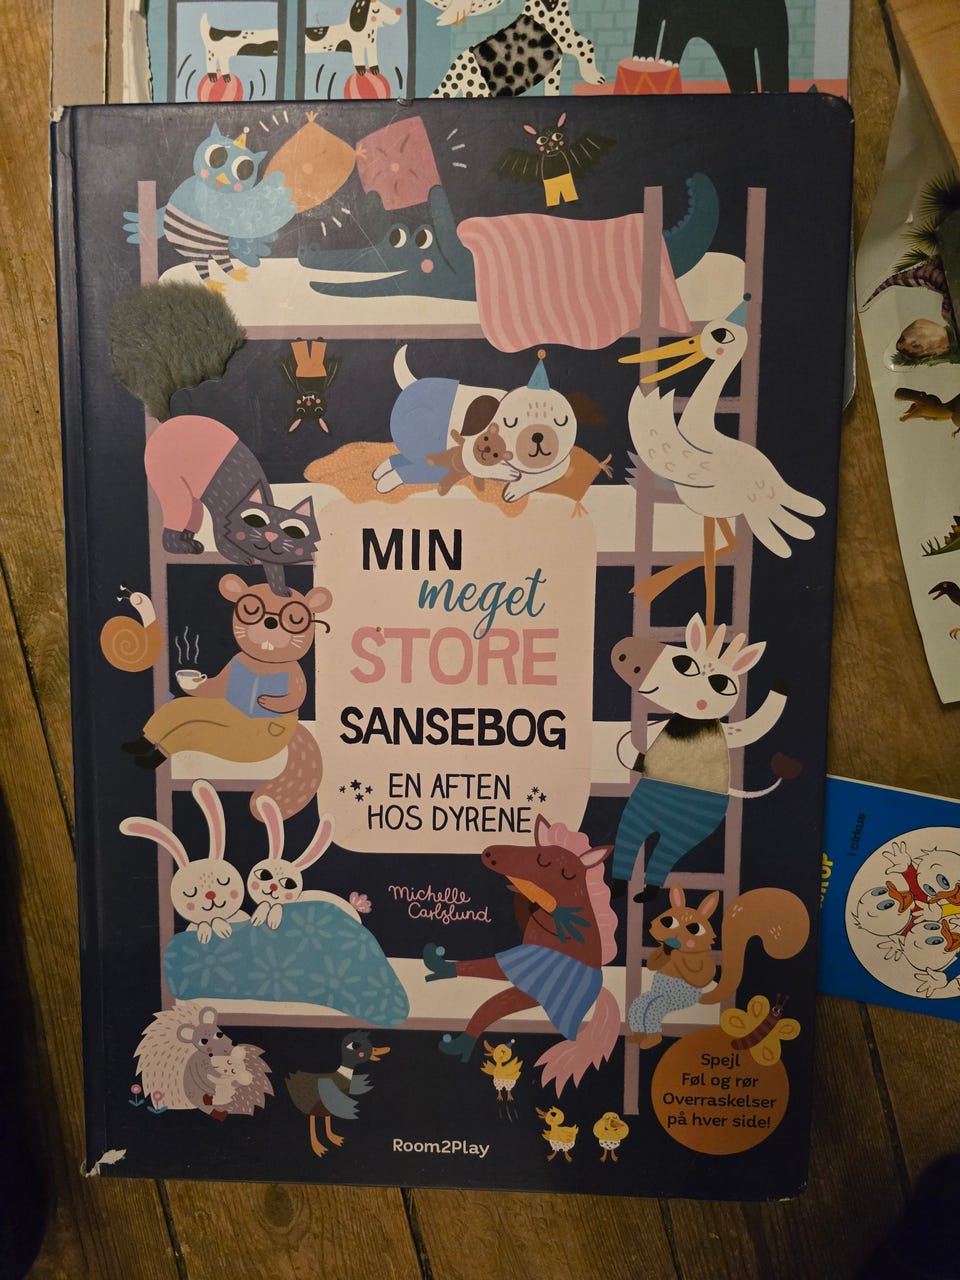 MIN
meget
STORE
SANSEBOG
EN AFTEN
HOS DYRENE
Michelle
Carlslund
Spejl
Føl og rør
Overraskelser
på hver side!
Room2Play
i cirkus